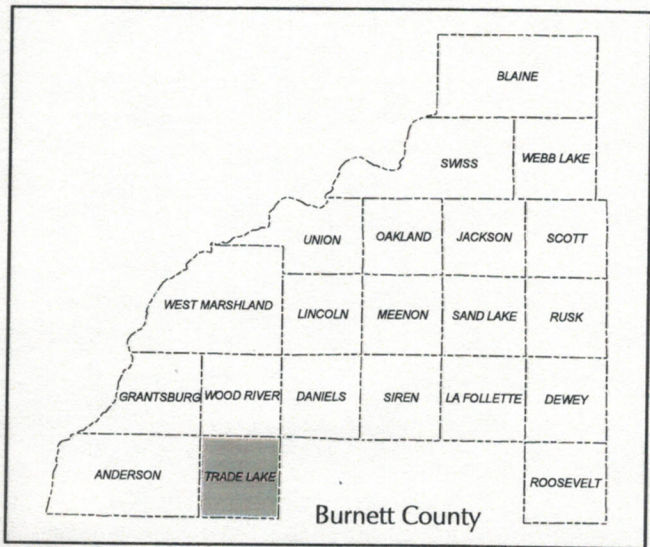 BLAINE
SWISS
WEBB LAKE
UNION
OAKLAND
JACKSON
SCOTT
WEST MARSHLAND
LINCOLN
MEENON
SAND LAKE
RUSK
GRANTSBURG
WOOD RIVER
DANIELS
SIREN
LA FOLLETTE
DEWEY
ANDERSON
TRADE LAKE
ROOSEVELT
Burnett County